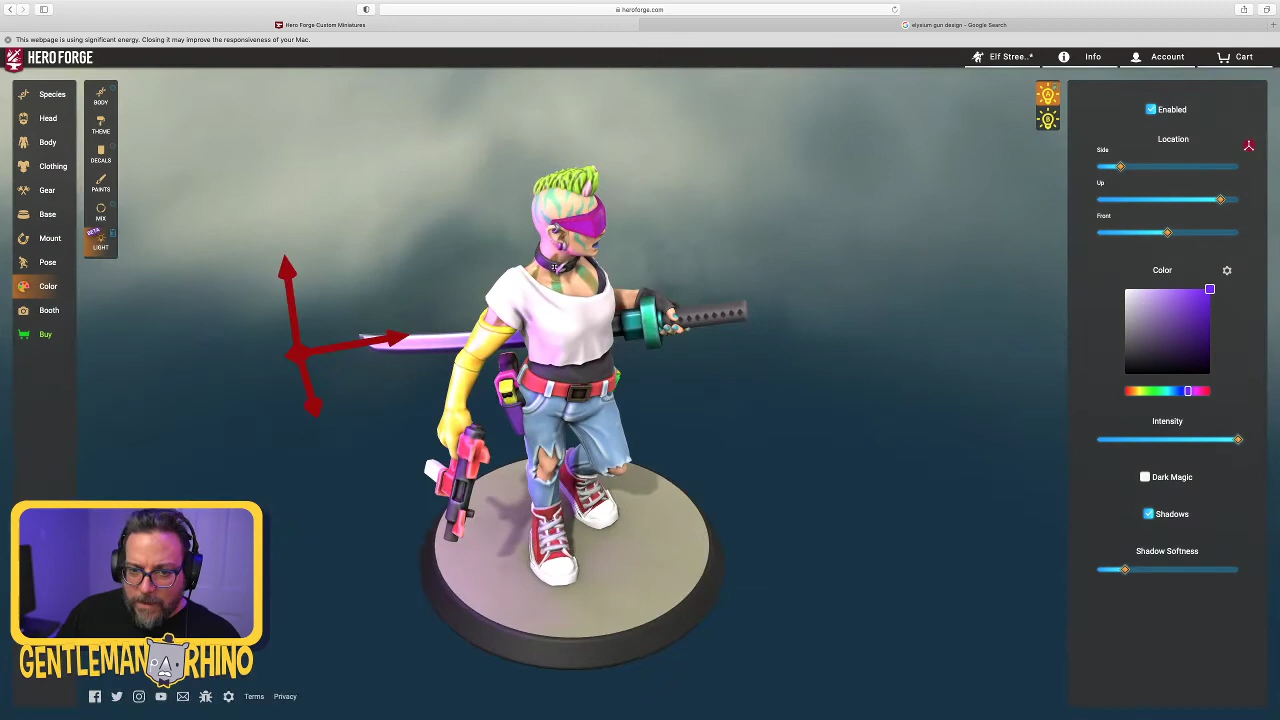 heroforge.com
Hero Forge Custom Miniatures
elysium gun design - Google Search
This webpage is using significant energy. Closing it may improve the responsiveness of your Mac.
HERO FORGE
Elf Stree..*
Info
Account
Cart
Species
Head
Body
Clothing
Gear
Base
Mount
Pose
Color
Booth
Buy
BODY
THEME
DECALS
PAINTS
MIX
BETA
LIGHT
A
B
Enabled
Location
Side
Up
Front
Color
Intensity
Dark Magic
Shadows
Shadow Softness
GENTLEMAN RHINO
Terms
Privacy